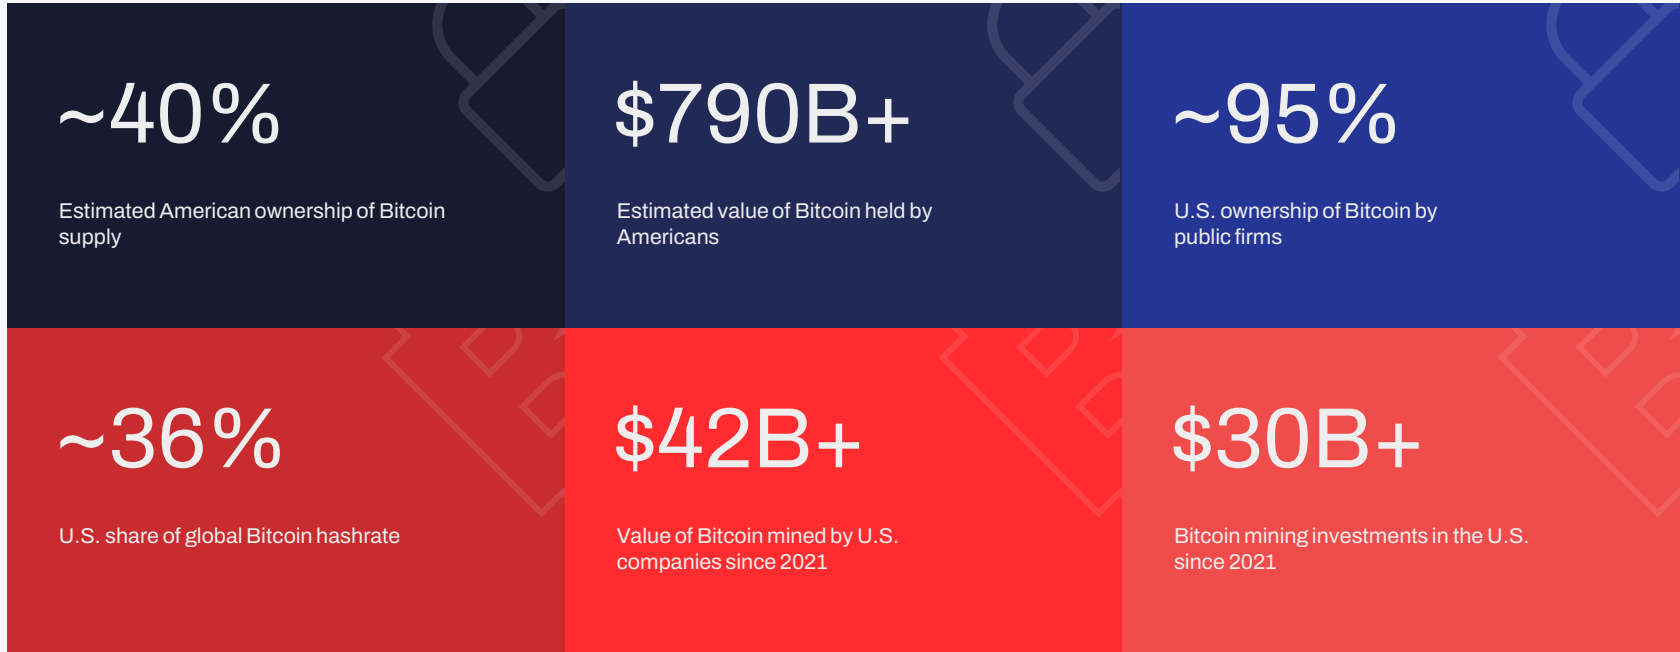 ~40%
Estimated American ownership of Bitcoin
supply
$790B+
Estimated value of Bitcoin held by
Americans
~95%
U.S. ownership of Bitcoin by
public firms
~36%
U.S. share of global Bitcoin hashrate
$42B+
Value of Bitcoin mined by U.S.
companies since 2021
$30B+
Bitcoin mining investments in the U.S.
since 2021